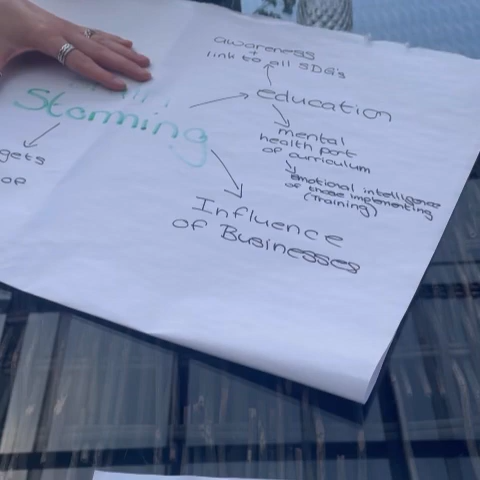 awareness
+
link to all SDG's
education
Storming
mental
health part
of curriculum
emotional intelligence
of those implementing
(Training)
gets
of
Influence
of Businesses